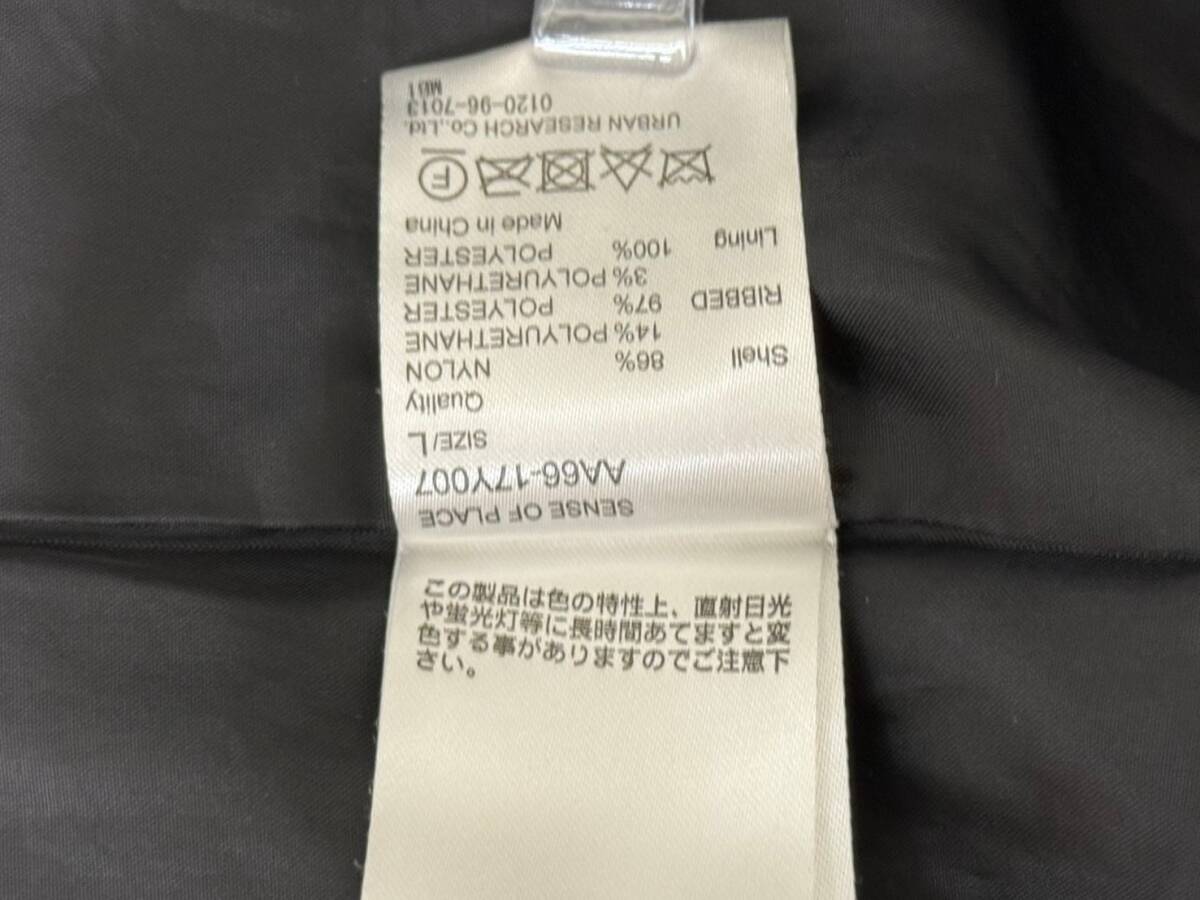 SENSE OF PLACE
AA66-17Y007
SIZE/L
Quality
Shell 86% NYLON
14% POLYURETHANE
RIBBED 97% POLYESTER
3% POLYURETHANE
Lining 100% POLYESTER
Made in China
F
URBAN RESEARCH Co.,Ltd.
0120-96-7013
MB1
この製品は色の特性上、直射日光
や蛍光灯等に長時間あてますと変
色する事がありますのでご注意下
さい。